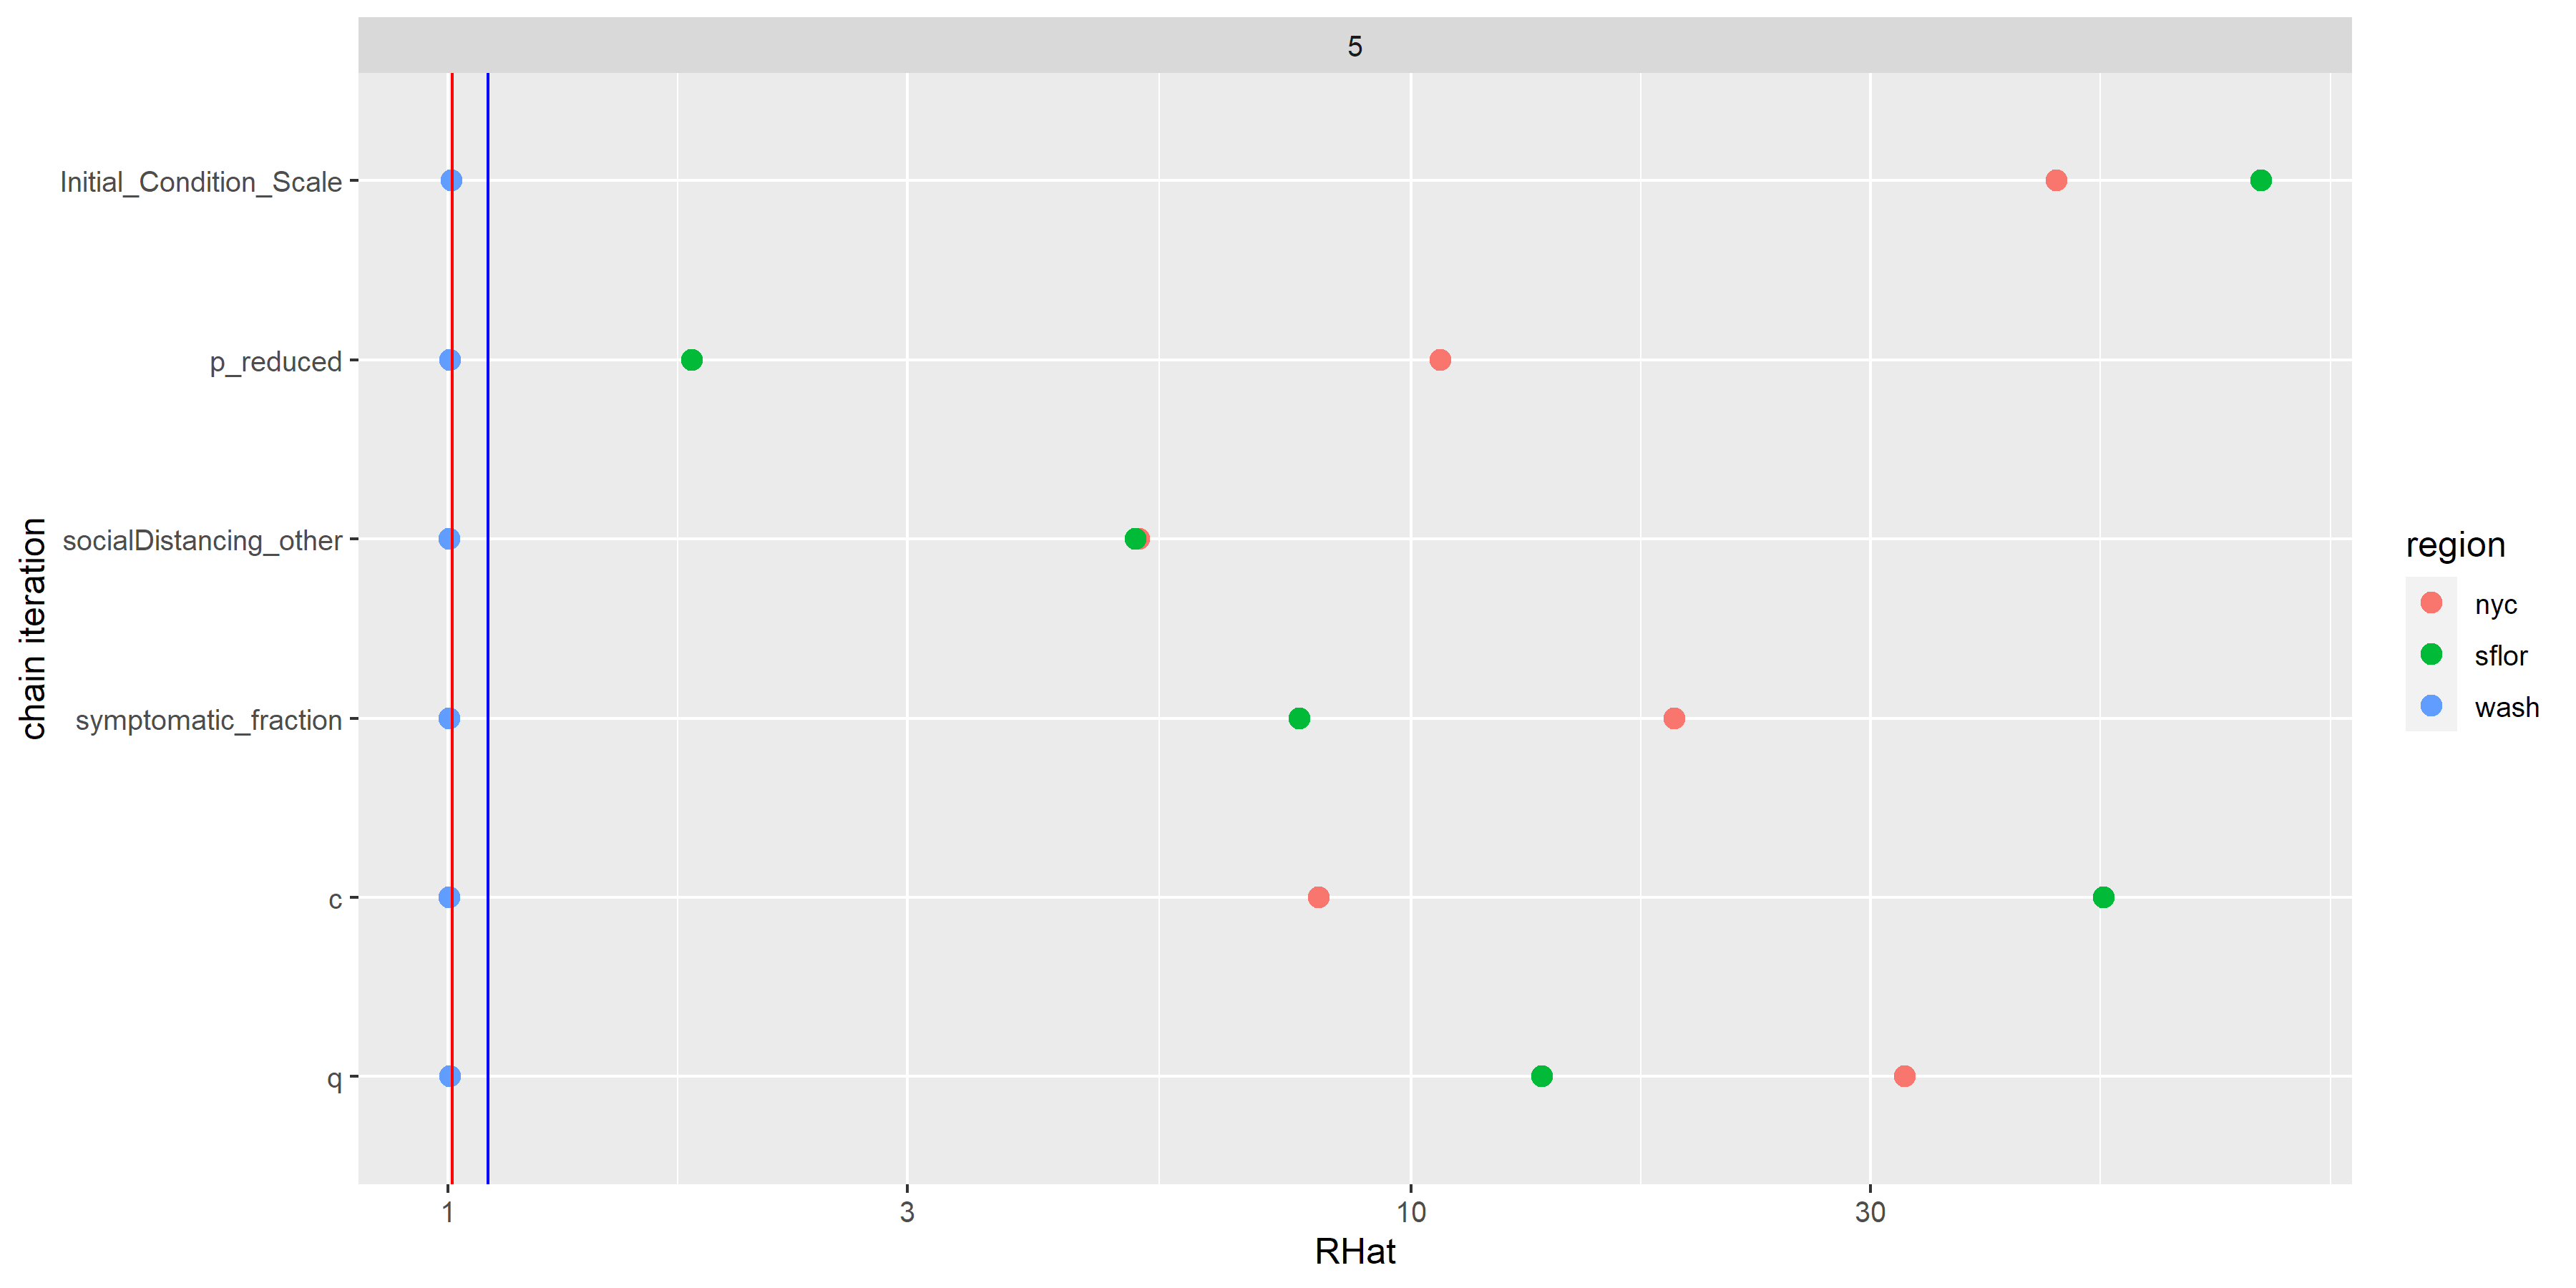 5
Initial_Condition_Scale
p_reduced
socialDistancing_other
symptomatic_fraction
c
q
chain iteration
1 3 10 30
RHat
region
nyc
sflor
wash